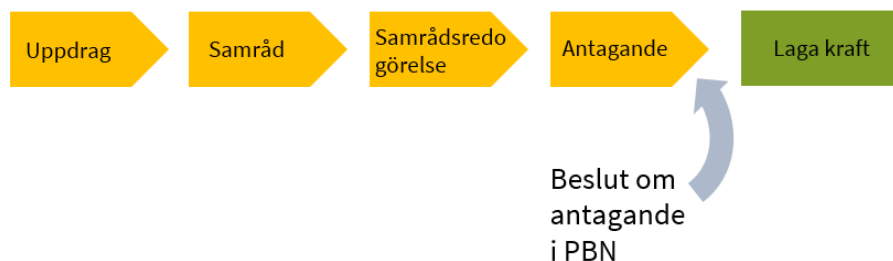 Uppdrag
Samråd
Samrådsredo
görelse
Antagande
Laga kraft
Beslut om
antagande
i PBN